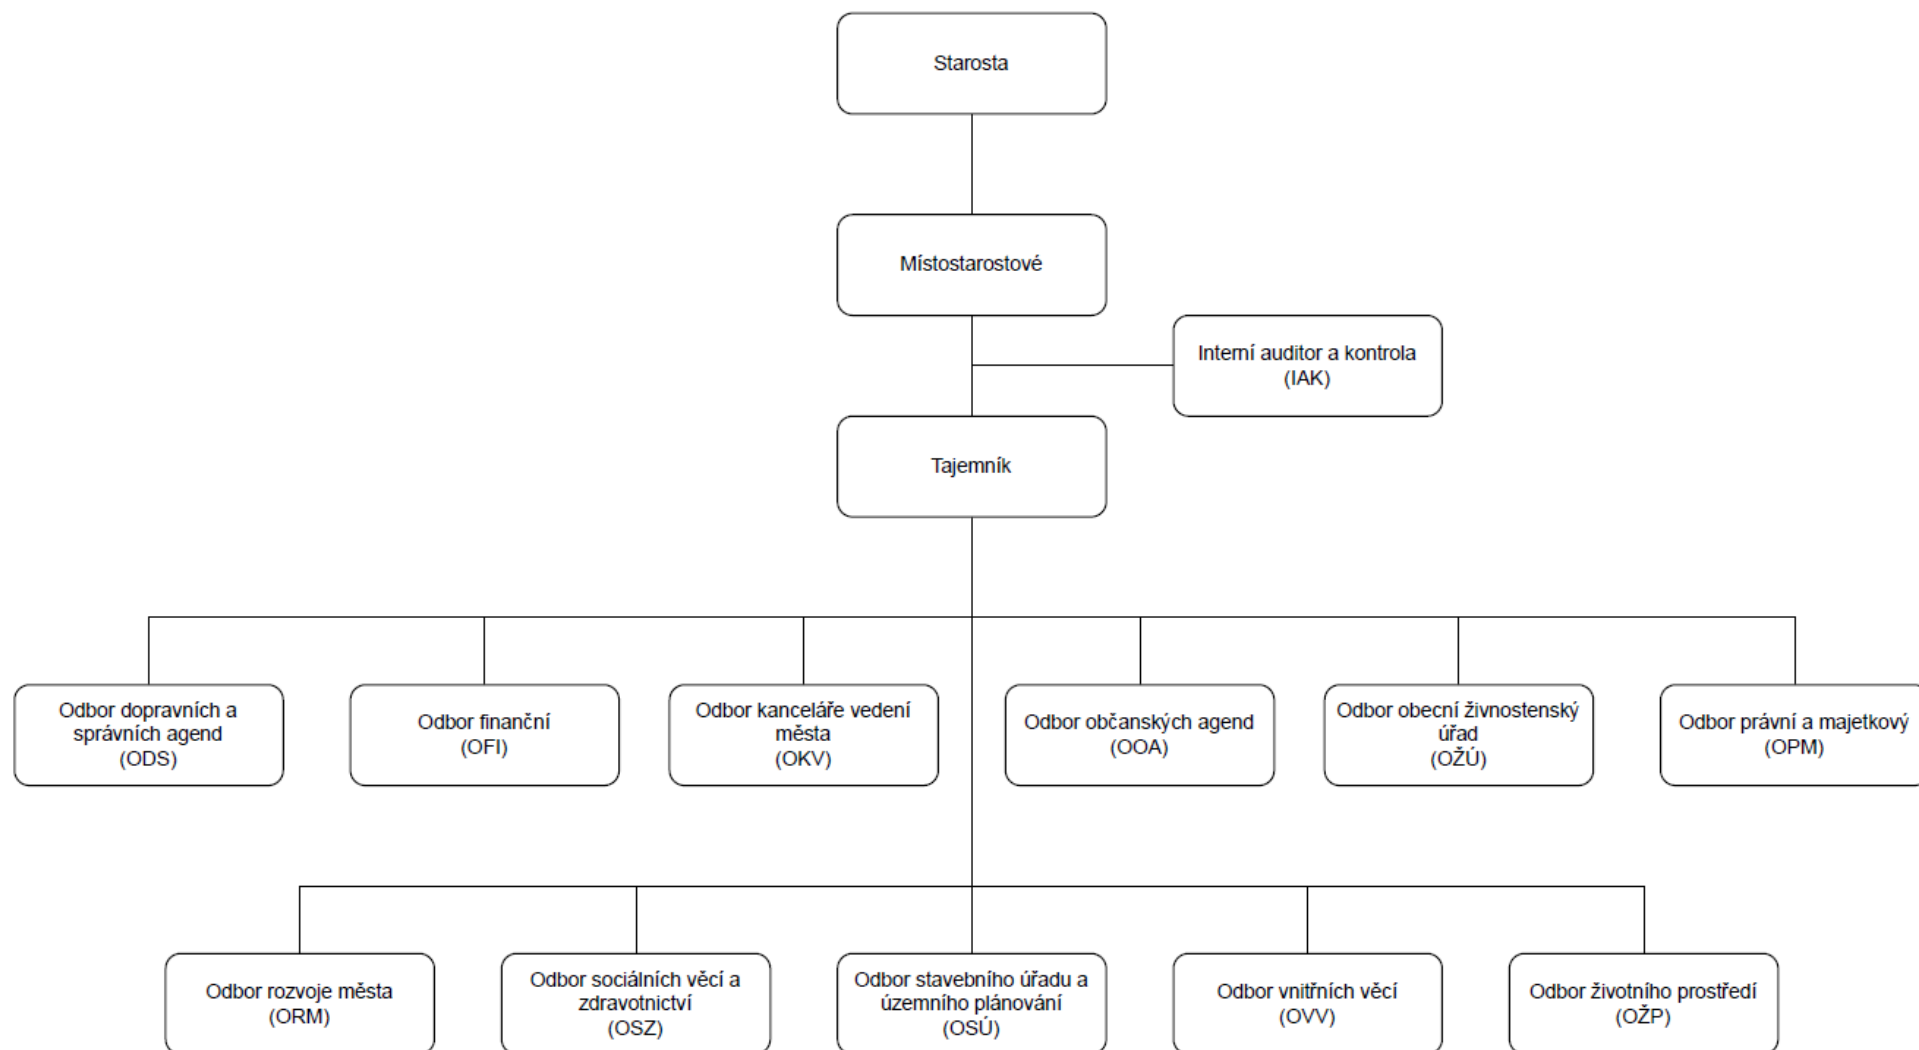 Starosta
Místostarostové
Interní auditor a kontrola
(IAK)
Tajemník
Odbor dopravních a
správních agend
(ODS)
Odbor finanční
(OFI)
Odbor kanceláře vedení
města
(OKV)
Odbor občanských agend
(OOA)
Odbor obecní živnostenský
úřad
(OŽÚ)
Odbor právní a majetkový
(OPM)
Odbor rozvoje města
(ORM)
Odbor sociálních věcí a
zdravotnictví
(OSZ)
Odbor stavebního úřadu a
územního plánování
(OSÚ)
Odbor vnitřních věcí
(OVV)
Odbor životního prostředí
(OŽP)